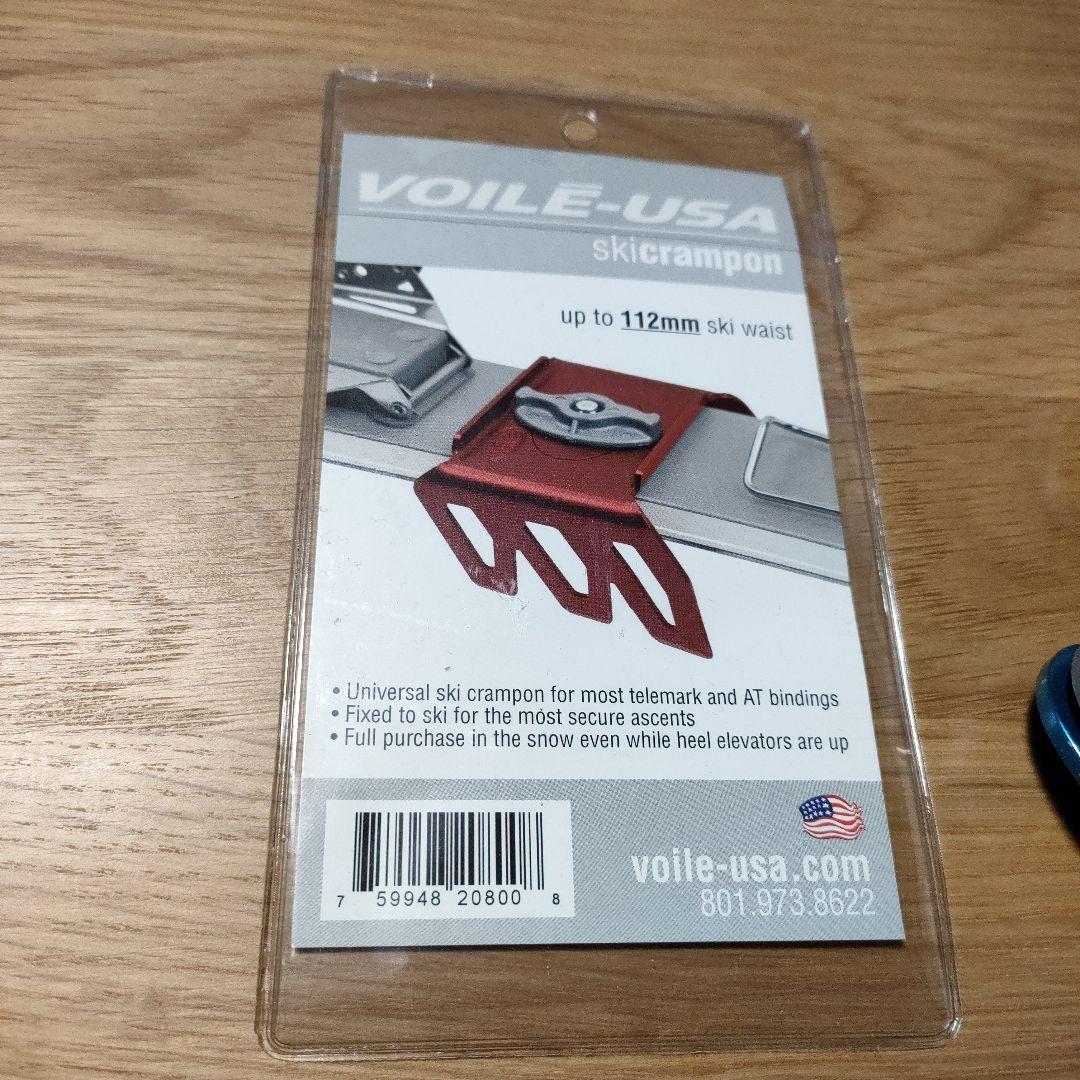 VOILÉ-USA
skicrampon
up to 112mm ski waist
• Universal ski crampon for most telemark and AT bindings
• Fixed to ski for the most secure ascents
• Full purchase in the snow even while heel elevators are up
7 59948 20800 8
voile-usa.com
801.973.8622